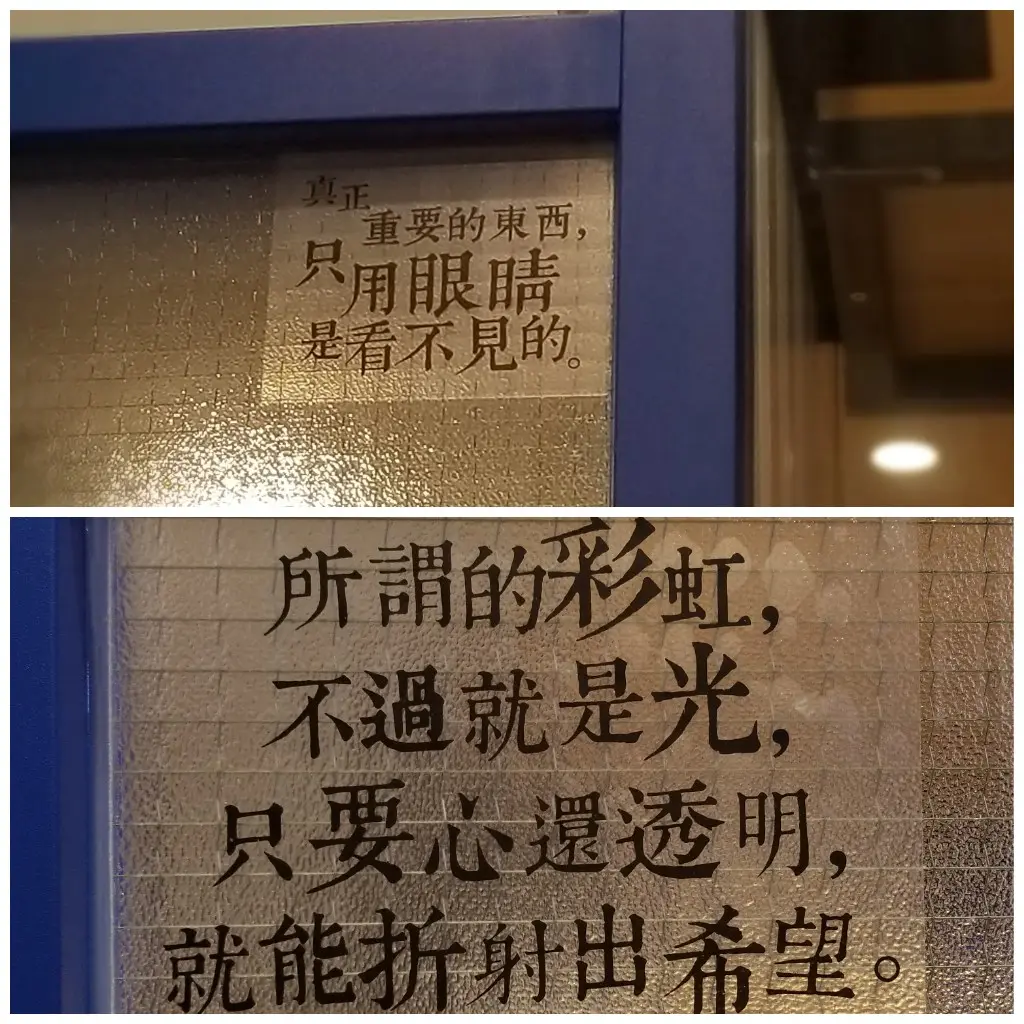 真正
重要的東西，
只用眼睛
是看不見的。
所謂的彩虹，
不過就是光，
只要心還透明，
就能折射出希望。